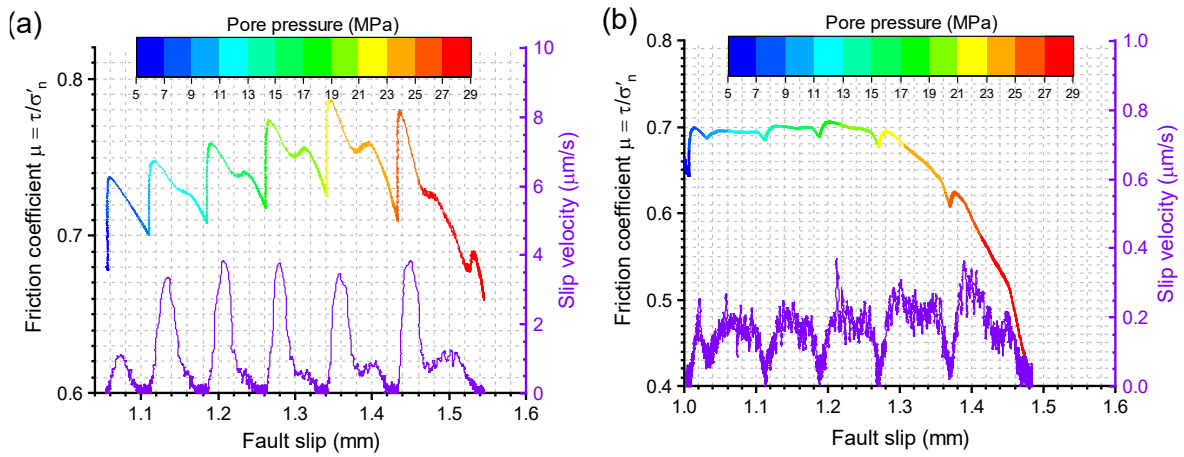 (a)
Pore pressure (MPa)
5 7 9 11 13 15 17 19 21 23 25 27 29
Friction coefficient μ = τ/σ′n
0.8
0.7
0.6
1.1 1.2 1.3 1.4 1.5 1.6
Fault slip (mm)
10
8
6
4
2
0
Slip velocity (μm/s)
(b)
Pore pressure (MPa)
5 7 9 11 13 15 17 19 21 23 25 27 29
Friction coefficient μ = τ/σ′n
0.8
0.7
0.6
0.5
0.4
1.0 1.1 1.2 1.3 1.4 1.5 1.6
Fault slip (mm)
1.0
0.8
0.6
0.4
0.2
0.0
Slip velocity (μm/s)